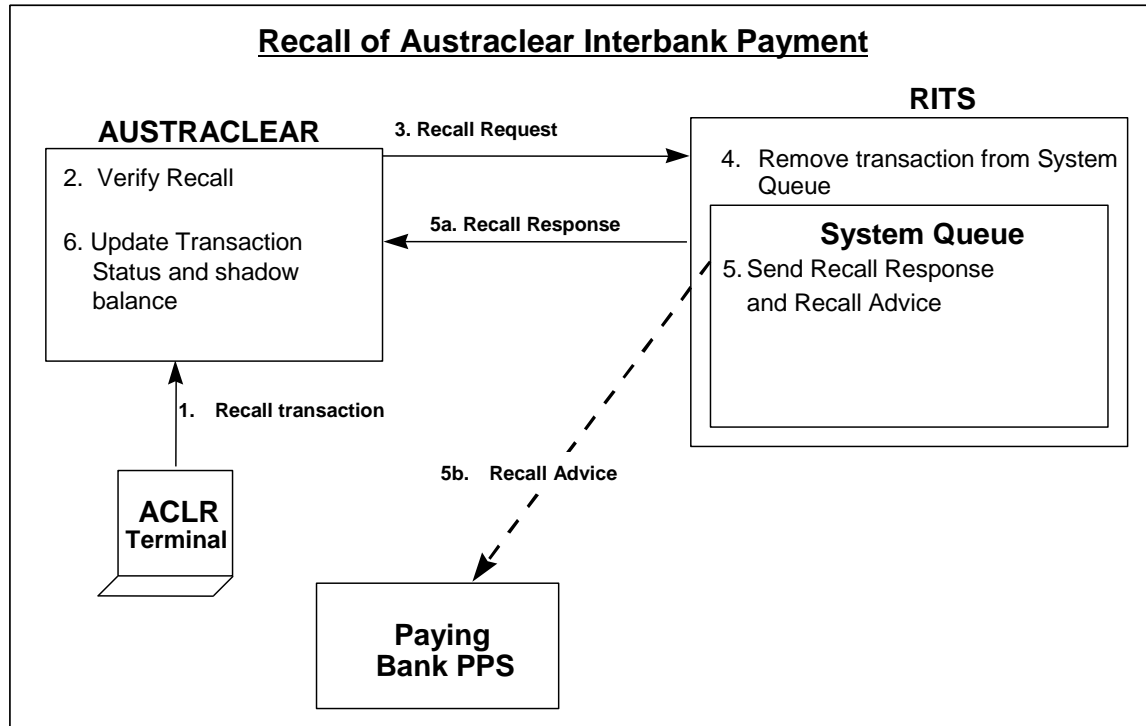 Recall of Austraclear Interbank Payment
AUSTRACLEAR
2. Verify Recall
6. Update Transaction
Status and shadow
balance
3. Recall Request
5a. Recall Response
RITS
4. Remove transaction from System
Queue
System Queue
5. Send Recall Response
and Recall Advice
1. Recall transaction
5b. Recall Advice
ACLR
Terminal
Paying
Bank PPS